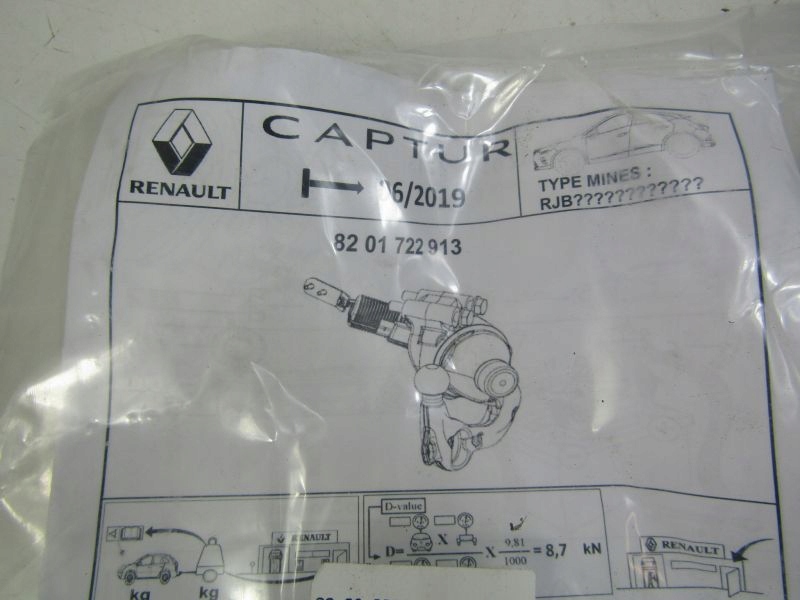 RENAULT
CAPTUR
06/2019
TYPE MINES :
RJB????????????
82 01 722 913
D-value
RENAULT
D=
X
X 9,81
1000
= 8,7 kN
RENAULT
kg
kg